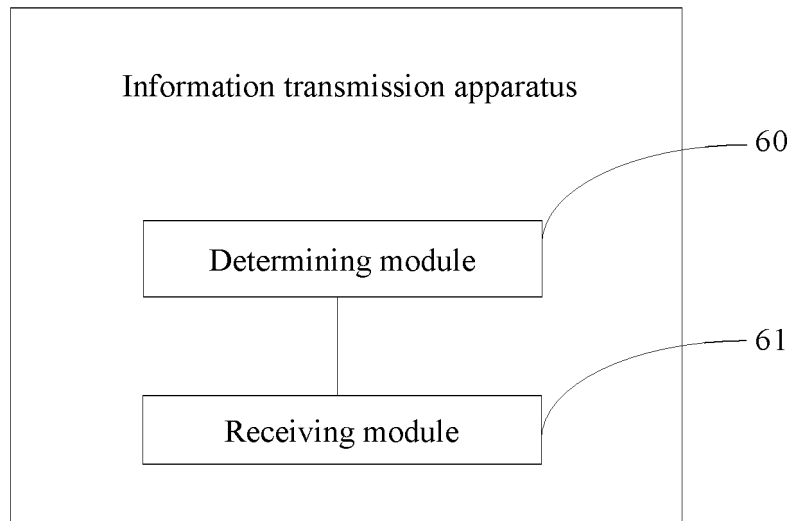 Information transmission apparatus
60
Determining module
61
Receiving module